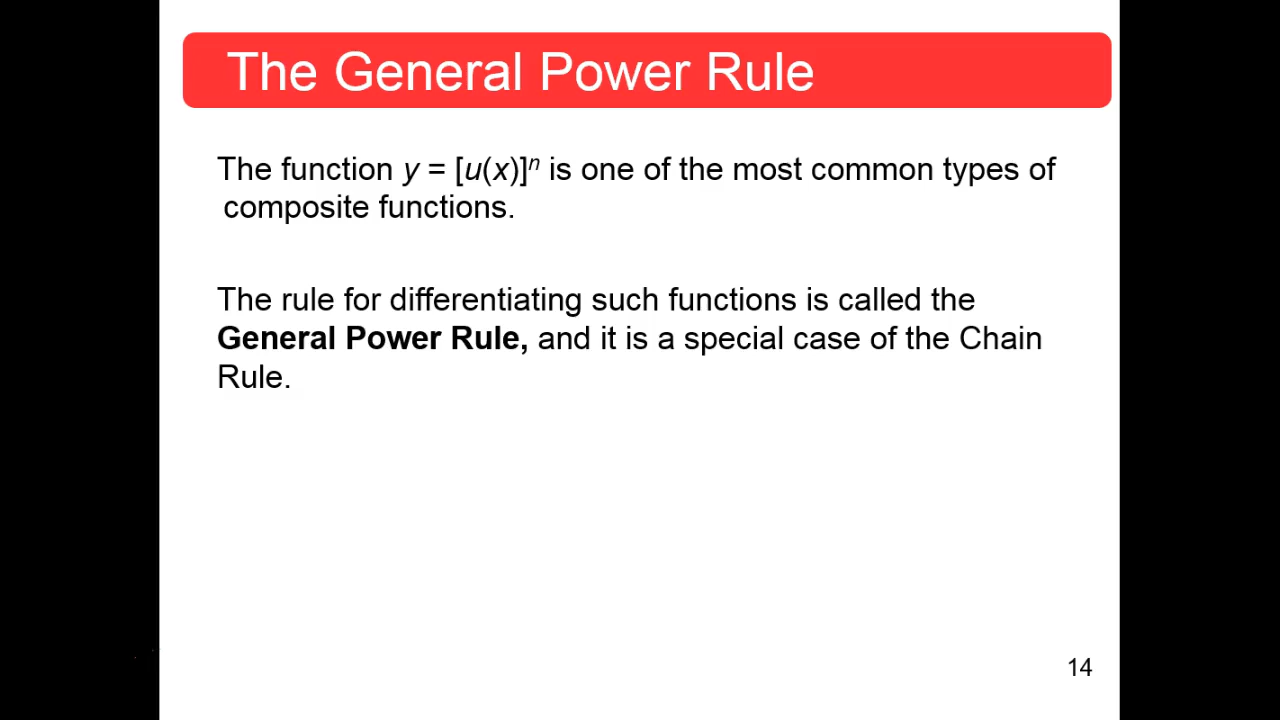 The General Power Rule
The function y = [u(x)]ⁿ is one of the most common types of
composite functions.
The rule for differentiating such functions is called the
General Power Rule, and it is a special case of the Chain
Rule.
14